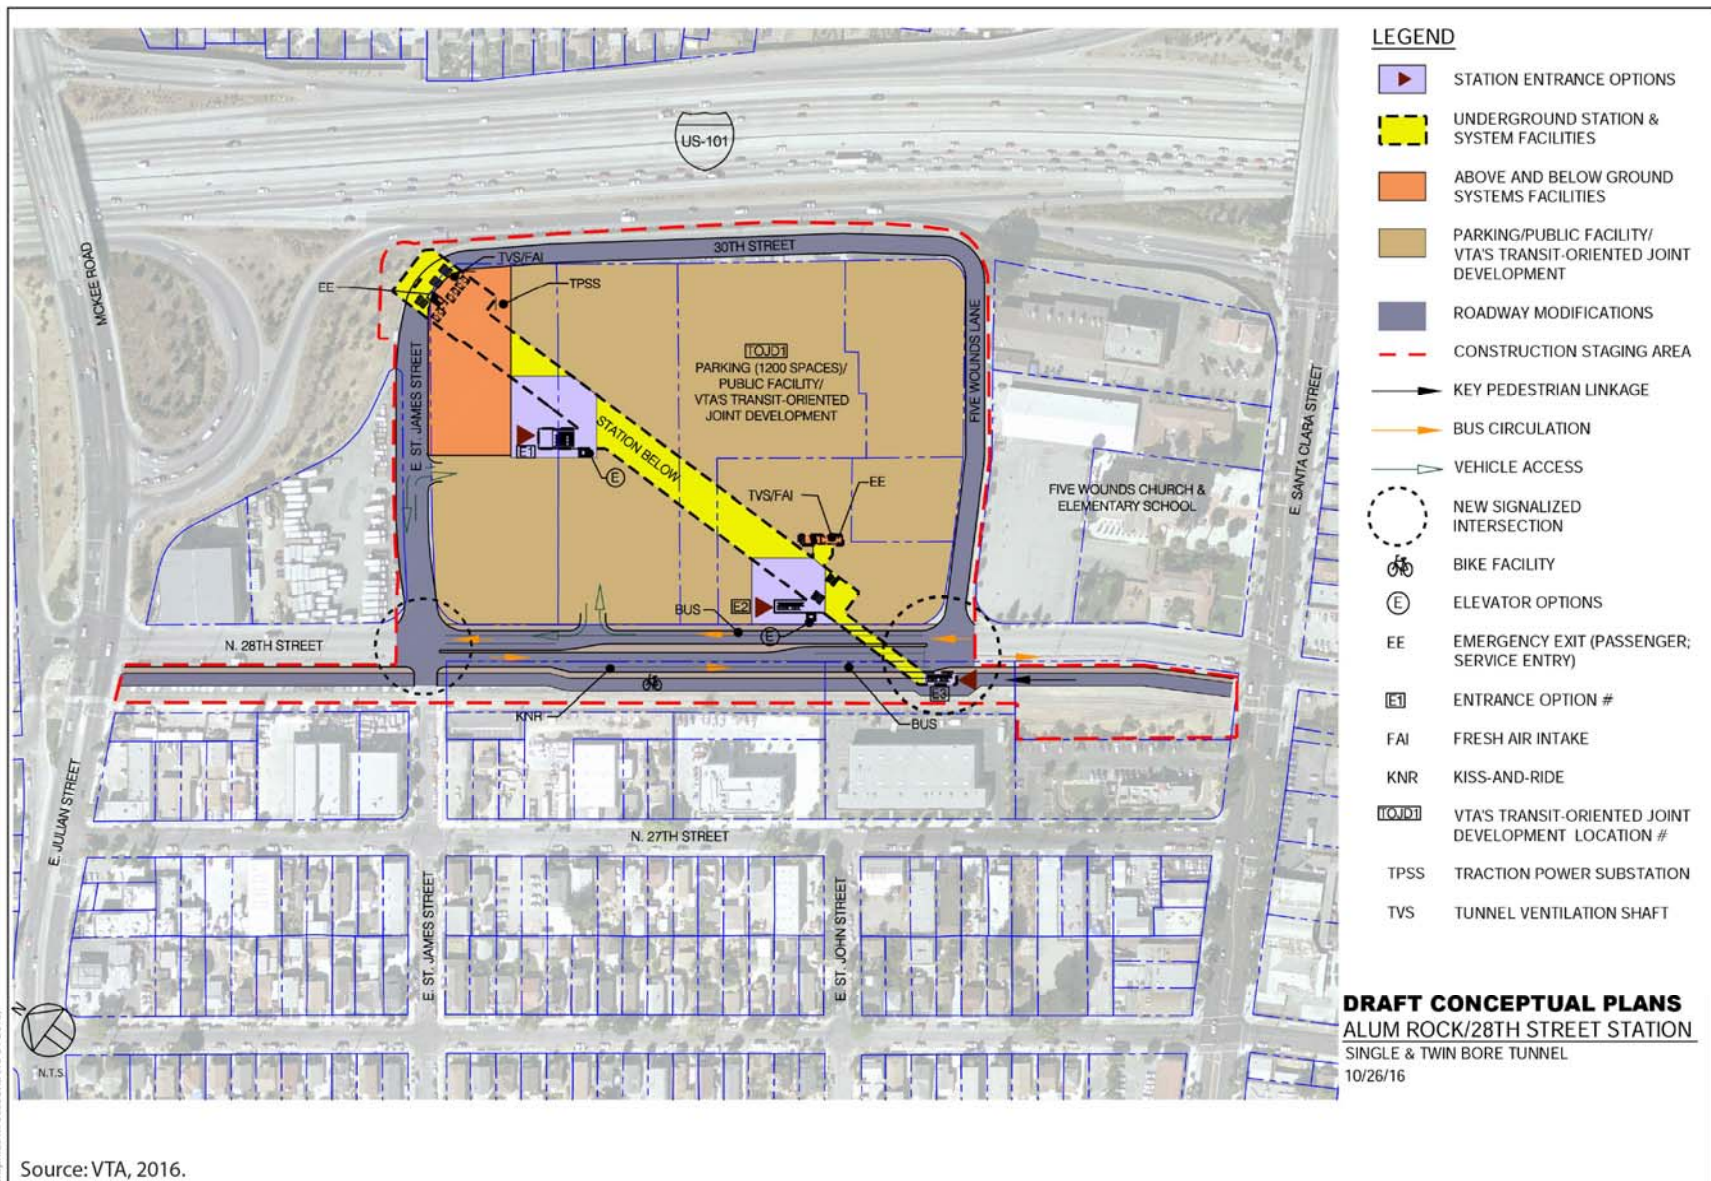 US-101
30TH STREET
TVS/FAI
EE
TPSS
MCKEE ROAD
E. ST. JAMES STREET
TOJD1
PARKING (1200 SPACES)/
PUBLIC FACILITY/
VTA'S TRANSIT-ORIENTED
JOINT DEVELOPMENT
FIVE WOUNDS LANE
E. SANTA CLARA STREET
E1
E
STATION BELOW
TVS/FAI
EE
FIVE WOUNDS CHURCH &
ELEMENTARY SCHOOL
E2
BUS
E
N. 28TH STREET
E3
KNR
BUS
E. JULIAN STREET
N. 27TH STREET
E. ST. JAMES STREET
E. ST. JOHN STREET
N
N.T.S.
LEGEND
STATION ENTRANCE OPTIONS
UNDERGROUND STATION &
SYSTEM FACILITIES
ABOVE AND BELOW GROUND
SYSTEMS FACILITIES
PARKING/PUBLIC FACILITY/
VTA'S TRANSIT-ORIENTED JOINT
DEVELOPMENT
ROADWAY MODIFICATIONS
CONSTRUCTION STAGING AREA
KEY PEDESTRIAN LINKAGE
BUS CIRCULATION
VEHICLE ACCESS
NEW SIGNALIZED
INTERSECTION
BIKE FACILITY
E ELEVATOR OPTIONS
EE EMERGENCY EXIT (PASSENGER;
SERVICE ENTRY)
E1 ENTRANCE OPTION #
FAI FRESH AIR INTAKE
KNR KISS-AND-RIDE
TOJD1 VTA'S TRANSIT-ORIENTED JOINT
DEVELOPMENT LOCATION #
TPSS TRACTION POWER SUBSTATION
TVS TUNNEL VENTILATION SHAFT
DRAFT CONCEPTUAL PLANS
ALUM ROCK/28TH STREET STATION
SINGLE & TWIN BORE TUNNEL
10/26/16
Source: VTA, 2016.